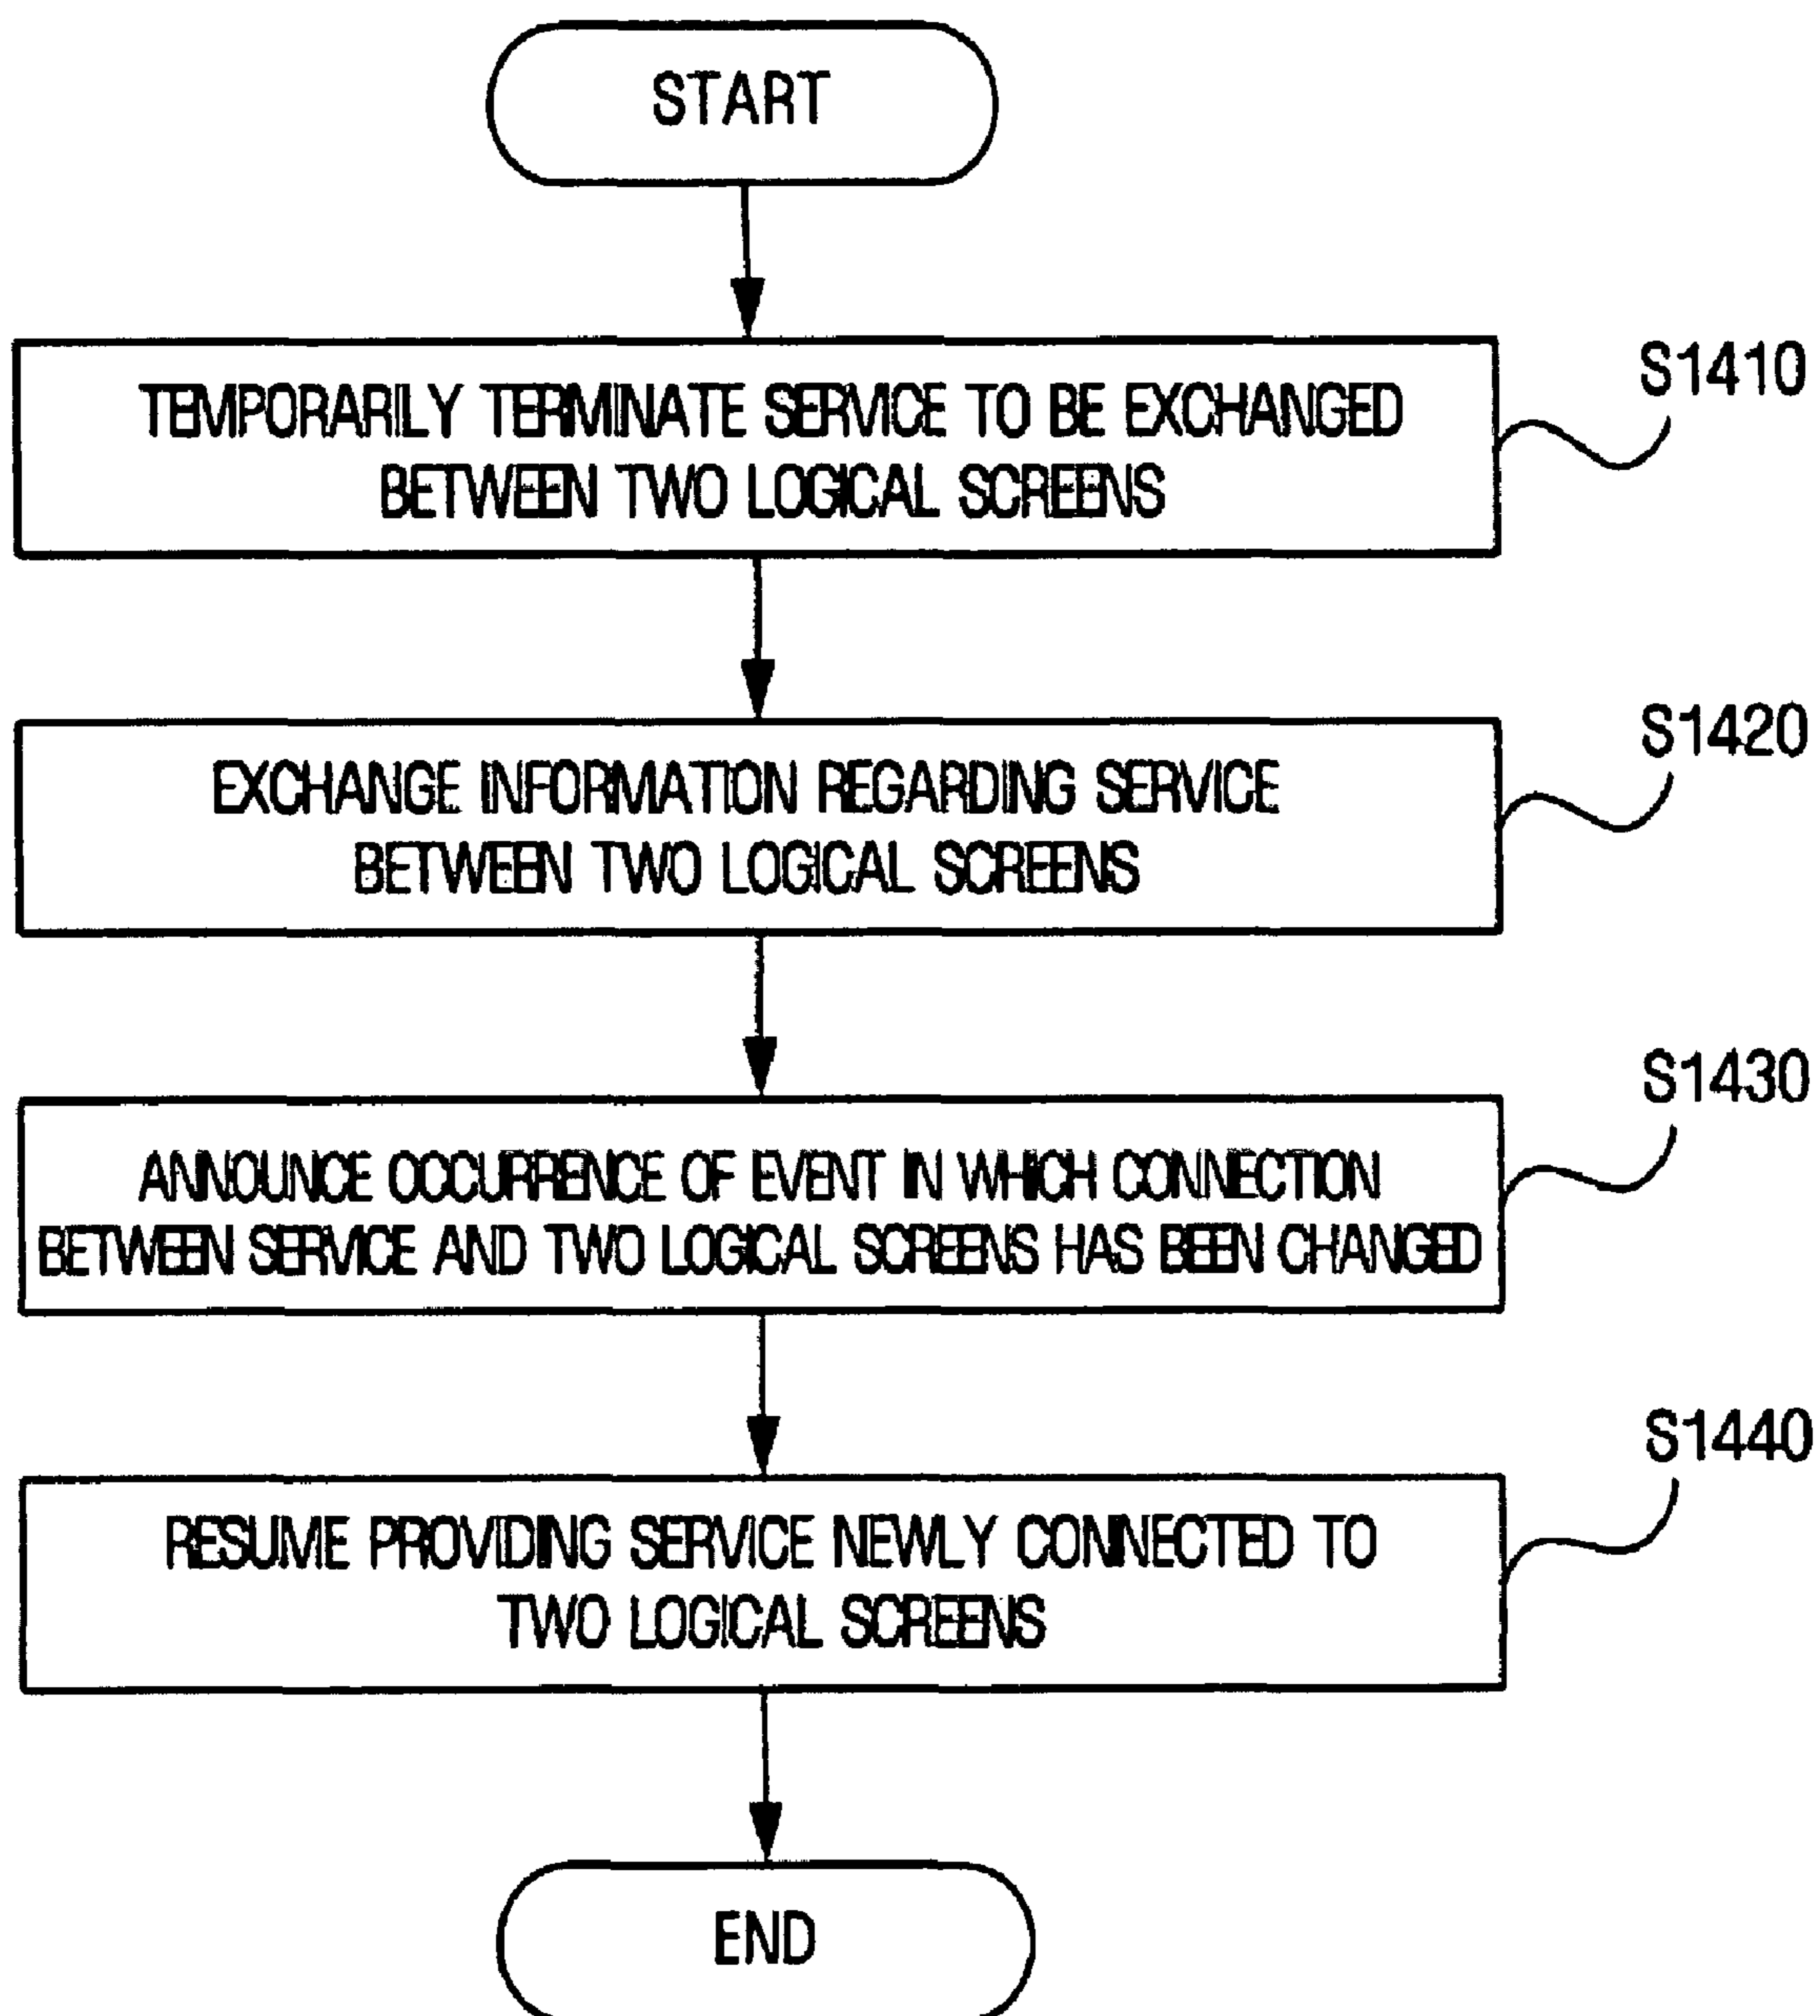 START
S1410
TEMPORARILY TERMINATE SERVICE TO BE EXCHANGED
BETWEEN TWO LOGICAL SCREENS
S1420
EXCHANGE INFORMATION REGARDING SERVICE
BETWEEN TWO LOGICAL SCREENS
S1430
ANNOUNCE OCCURRENCE OF EVENT IN WHICH CONNECTION
BETWEEN SERVICE AND TWO LOGICAL SCREENS HAS BEEN CHANGED
S1440
RESUME PROVIDING SERVICE NEWLY CONNECTED TO
TWO LOGICAL SCREENS
END